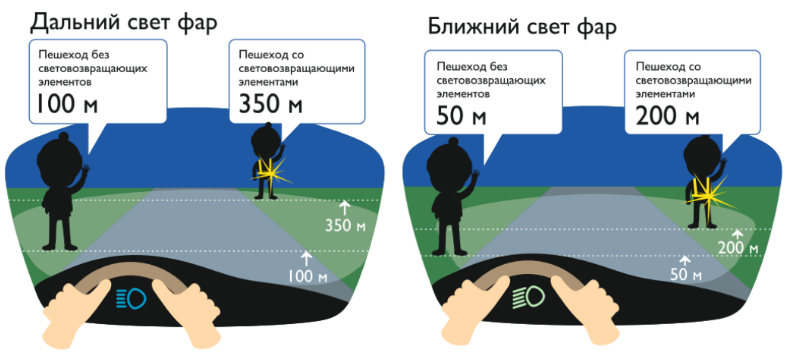 Дальний свет фар
Пешеход без
световозвращающих
элементов
100 м
Пешеход со
световозвращающими
элементами
350 м
350 м
100 м
Ближний свет фар
Пешеход без
световозвращающих
элементов
50 м
Пешеход со
световозвращающими
элементами
200 м
200 м
50 м